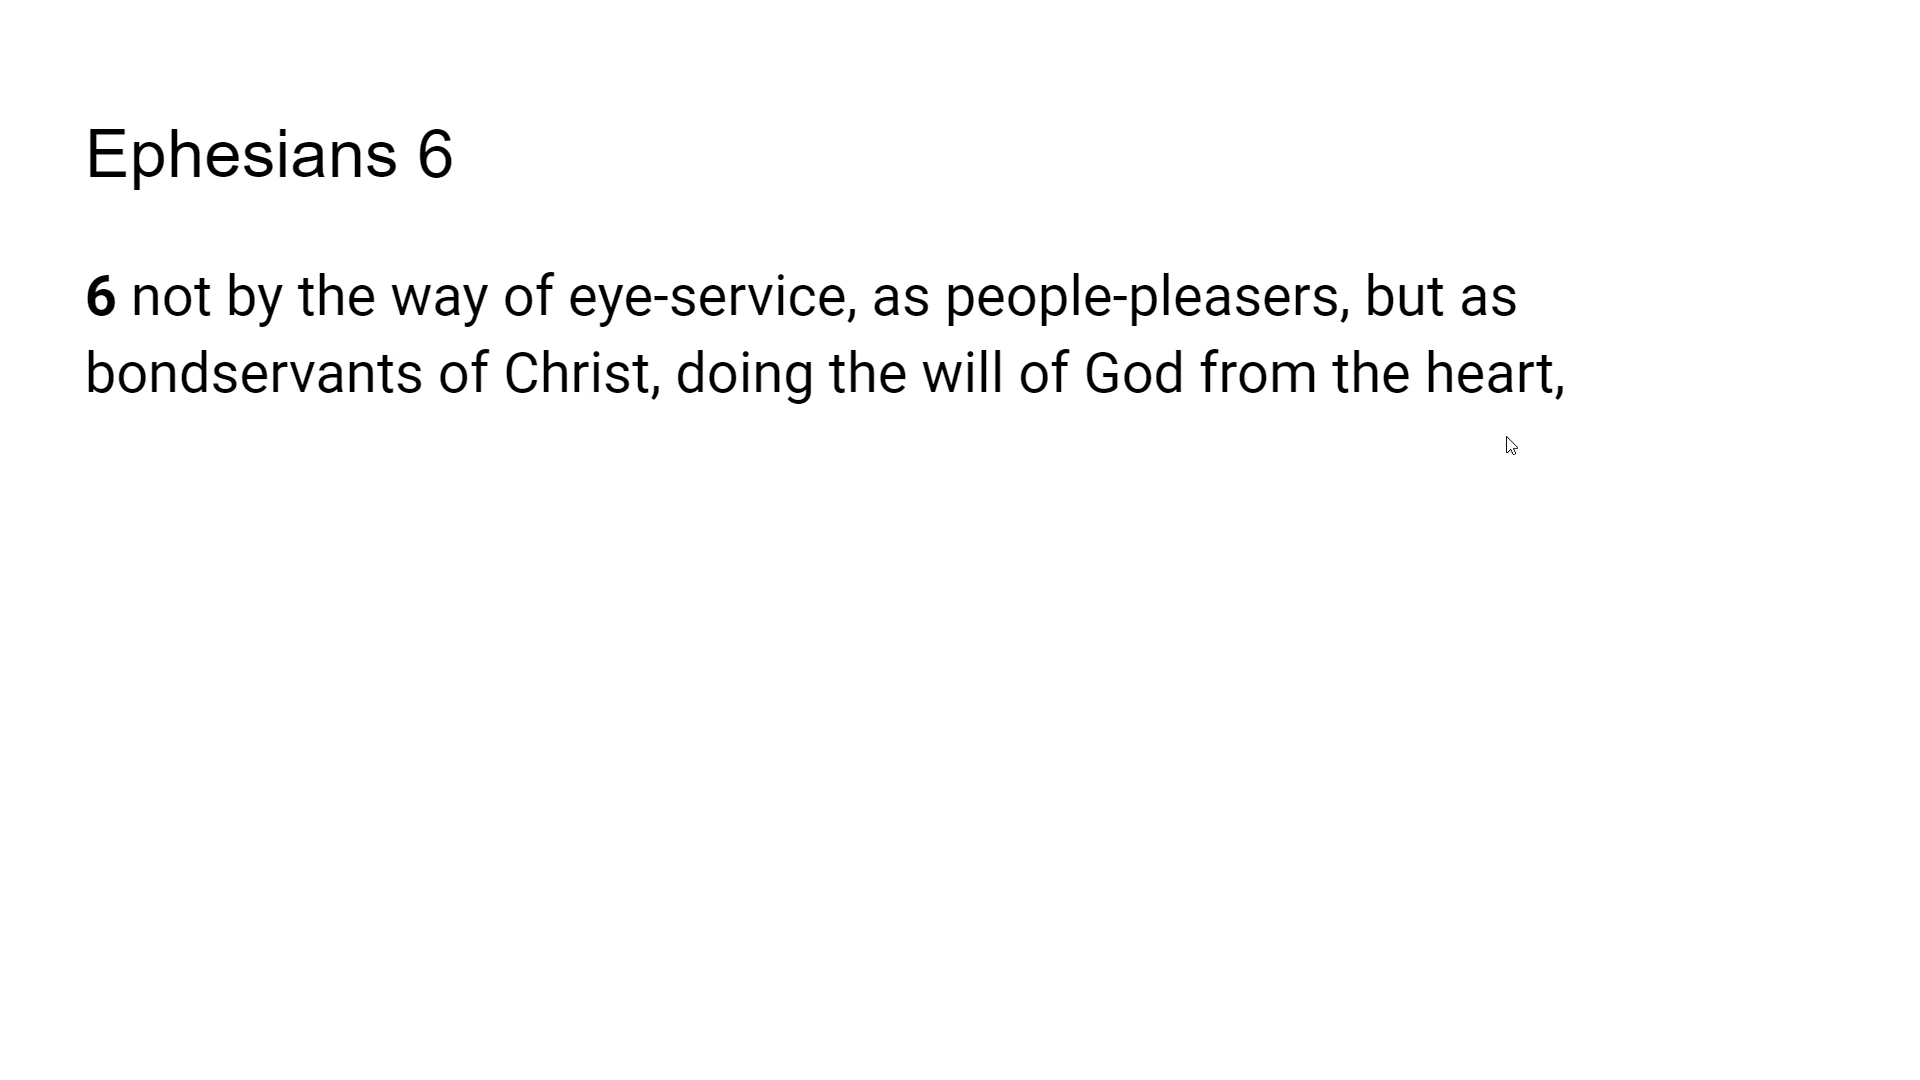 Ephesians 6
6 not by the way of eye-service, as people-pleasers, but as
bondservants of Christ, doing the will of God from the heart,